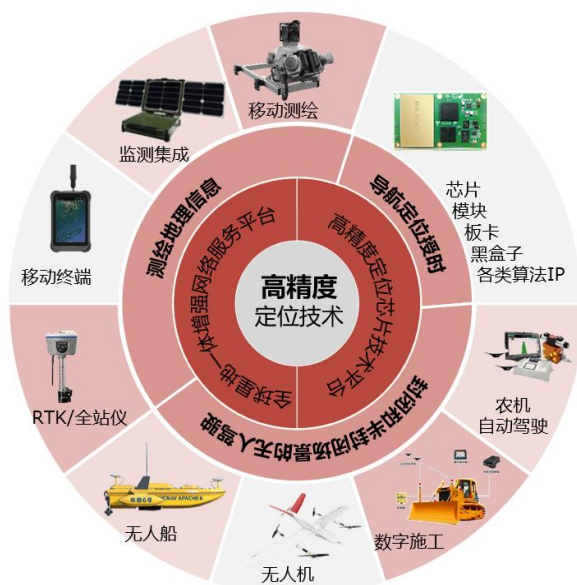 高精度
定位技术
全球星地一体增强网络服务平台
高精度定位芯片技术平台
测绘地理信息
导航定位授时
封闭和半封闭场景的无人驾驶
移动测绘
芯片
模块
板卡
黑盒子
各类算法IP
农机
自动驾驶
数字施工
无人机
无人船
RTK/全站仪
移动终端
监测集成